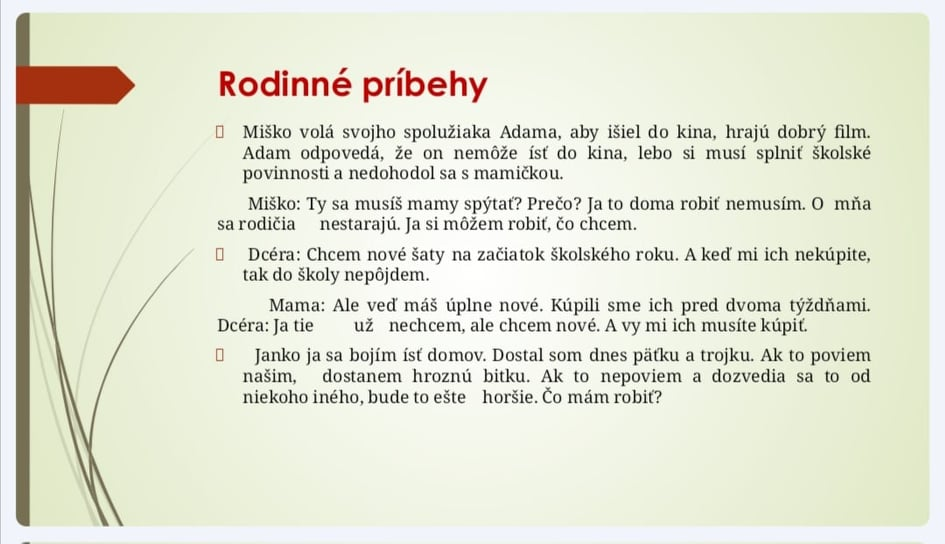 Rodinné príbehy
Miško volá svojho spolužiaka Adama, aby išiel do kina, hrajú dobrý film.
Adam odpovedá, že on nemôže ísť do kina, lebo si musí splniť školské
povinnosti a nedohodol sa s mamičkou.
Miško: Ty sa musíš mamy spýtať? Prečo? Ja to doma robiť nemusím. O mňa
sa rodičia nestarajú. Ja si môžem robiť, čo chcem.
Dcéra: Chcem nové šaty na začiatok školského roku. A keď mi ich nekúpite,
tak do školy nepôjdem.
Mama: Ale veď máš úplne nové. Kúpili sme ich pred dvoma týždňami.
Dcéra: Ja tie už nechcem, ale chcem nové. A vy mi ich musíte kúpiť.
Janko ja sa bojím ísť domov. Dostal som dnes päťku a trojku. Ak to poviem
našim, dostanem hroznú bitku. Ak to nepoviem a dozvedia sa to od
niekoho iného, bude to ešte horšie. Čo mám robiť?